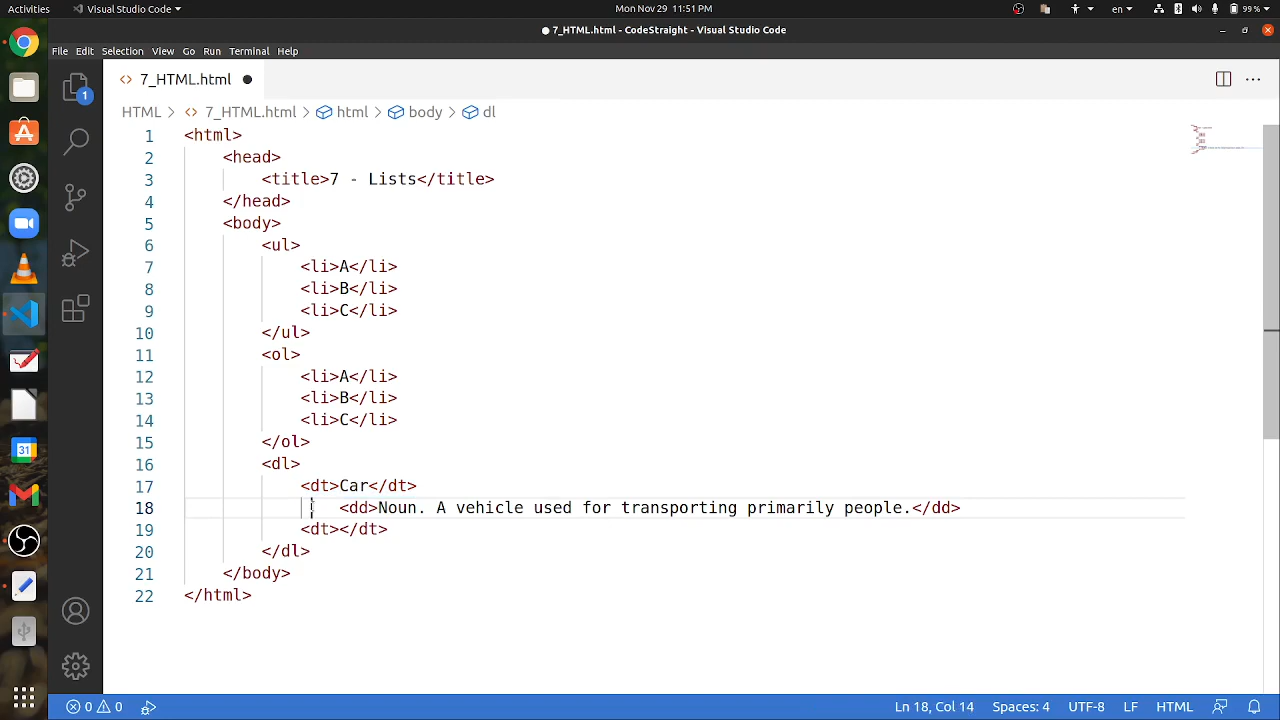 Activities Visual Studio Code Mon Nov 29 11:51 PM en 99%
7_HTML.html - CodeStraight - Visual Studio Code
File Edit Selection View Go Run Terminal Help
1 7_HTML.html
HTML 7_HTML.html html body dl
1 <html>
2 <head>
3 <title>7 - Lists</title>
4 </head>
5 <body>
6 <ul>
7 <li>A</li>
8 <li>B</li>
9 <li>C</li>
10 </ul>
11 <ol>
12 <li>A</li>
13 <li>B</li>
14 <li>C</li>
15 </ol>
16 <dl>
17 <dt>Car</dt>
18 <dd>Noun. A vehicle used for transporting primarily people.</dd>
19 <dt></dt>
20 </dl>
21 </body>
22 </html>
31
0 0 Ln 18, Col 14 Spaces: 4 UTF-8 LF HTML